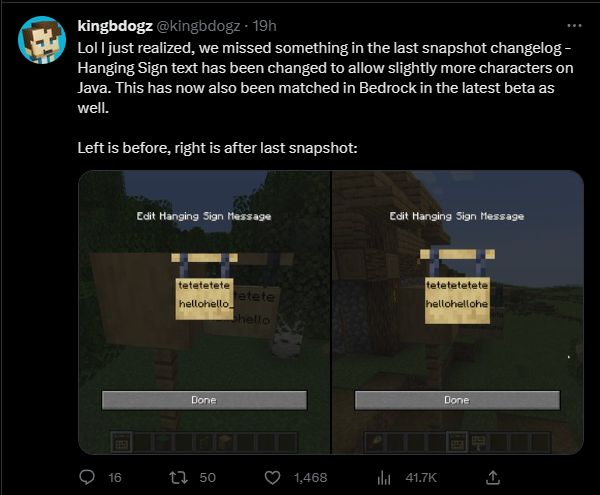 kingbdogz @kingbdogz · 19h
Lol I just realized, we missed something in the last snapshot changelog -
Hanging Sign text has been changed to allow slightly more characters on
Java. This has now also been matched in Bedrock in the latest beta as
well.
Left is before, right is after last snapshot:
Edit Hanging Sign Message
tetetetete
hellohello_
tetete
hello
Done
Edit Hanging Sign Message
tetetetetete
hellohellohe
Done
16
50
1,468
41.7K